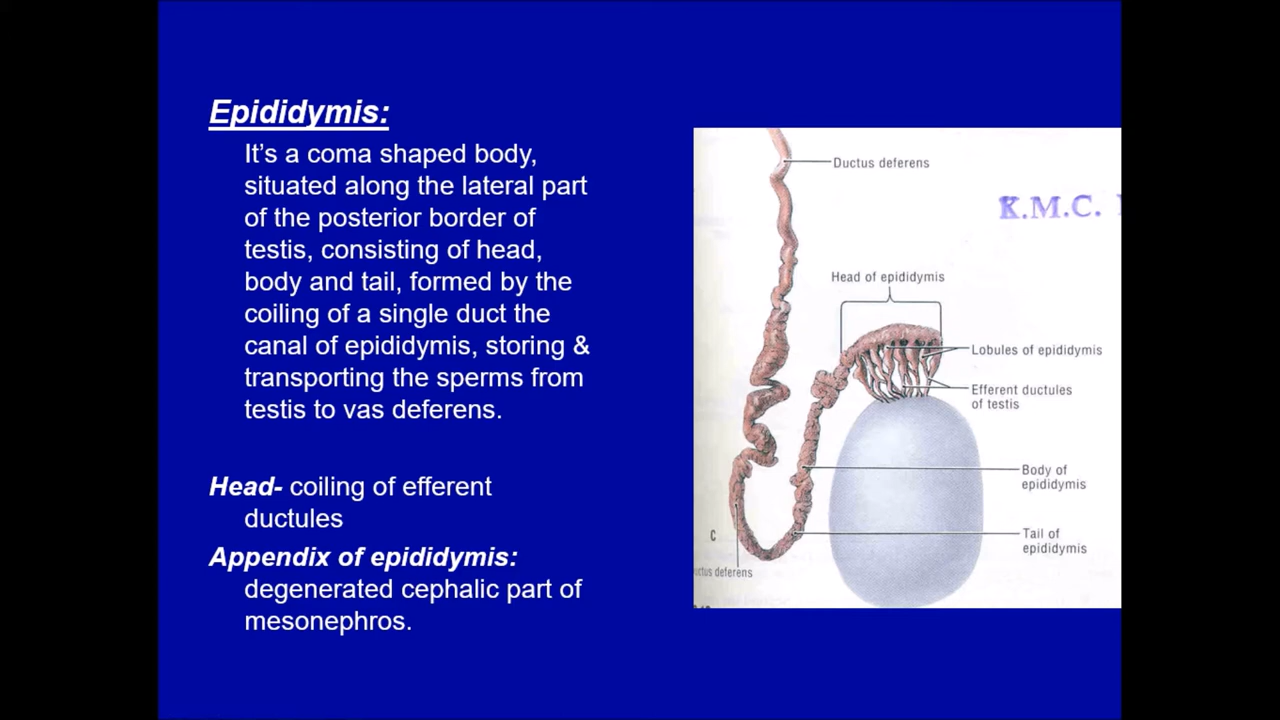 Epididymis:
It's a coma shaped body,
situated along the lateral part
of the posterior border of
testis, consisting of head,
body and tail, formed by the
coiling of a single duct the
canal of epididymis, storing &
transporting the sperms from
testis to vas deferens.
Head- coiling of efferent
ductules
Appendix of epididymis:
degenerated cephalic part of
mesonephros.
Ductus deferens
K.M.C.
Head of epididymis
Lobules of epididymis
Efferent ductules
of testis
Body of
epididymis
Tail of
epididymis
C
deferens